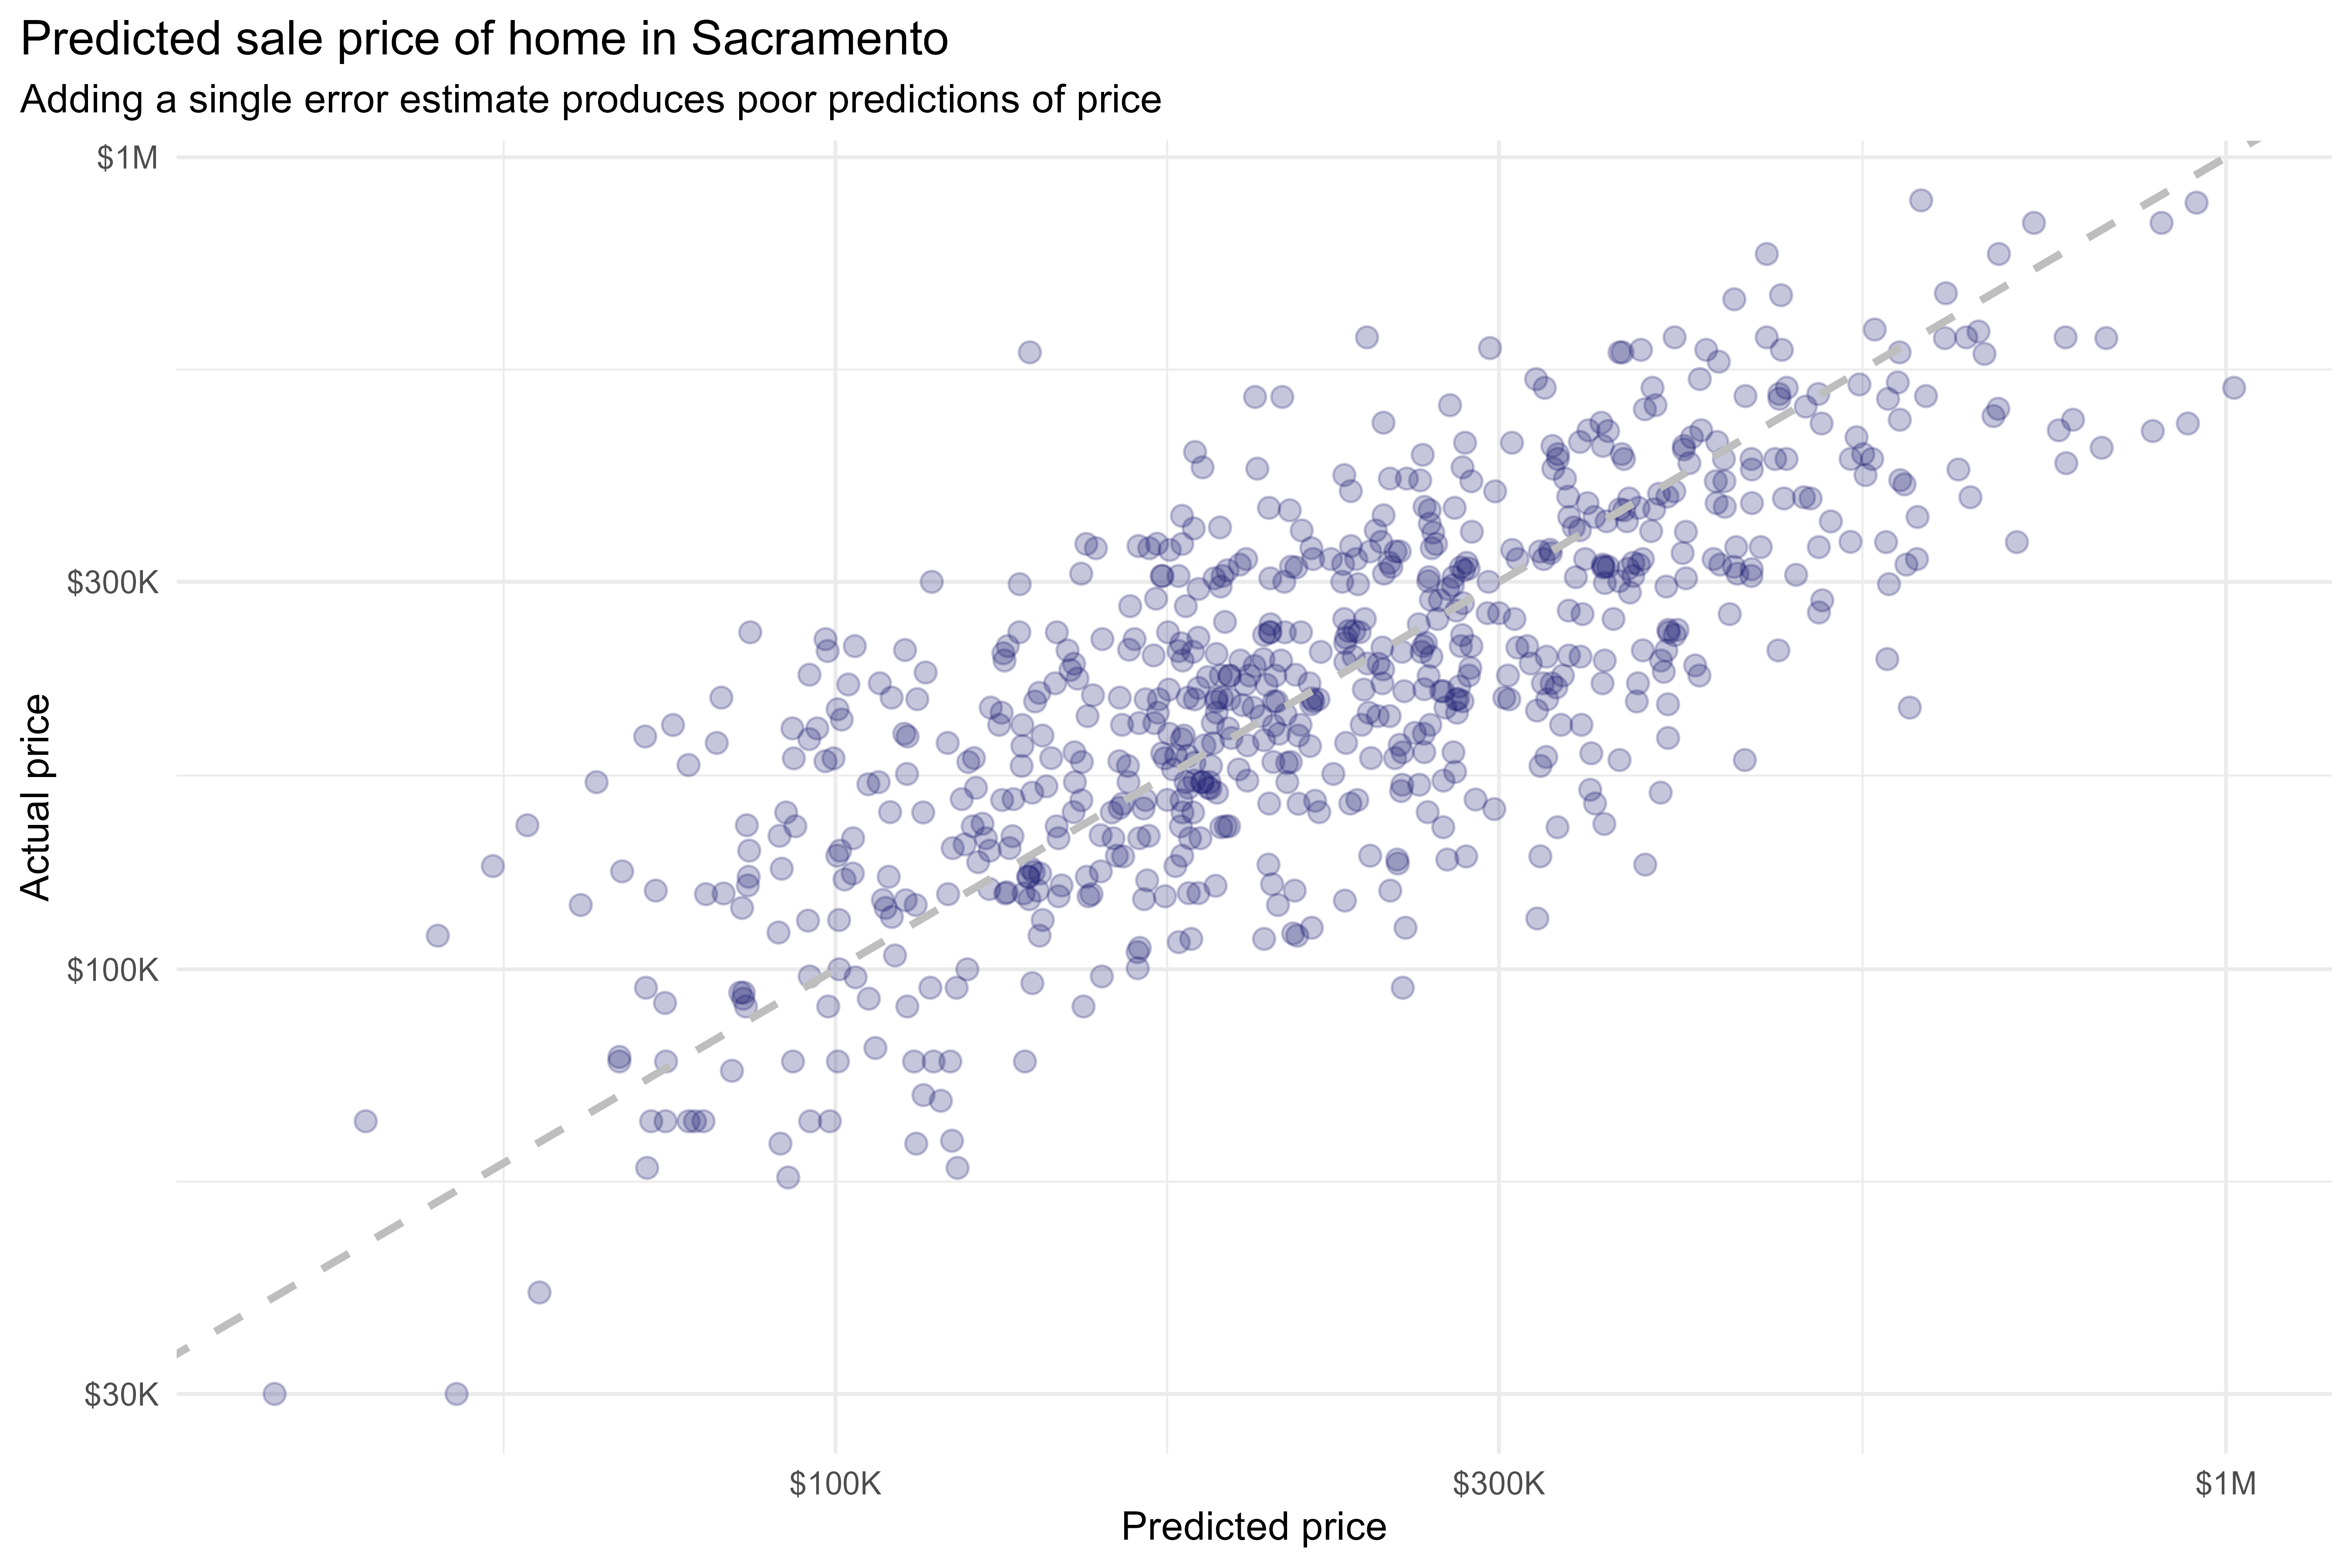 Predicted sale price of home in Sacramento
Adding a single error estimate produces poor predictions of price
$1M
$300K
$100K
$30K
Actual price
$100K
$300K
$1M
Predicted price